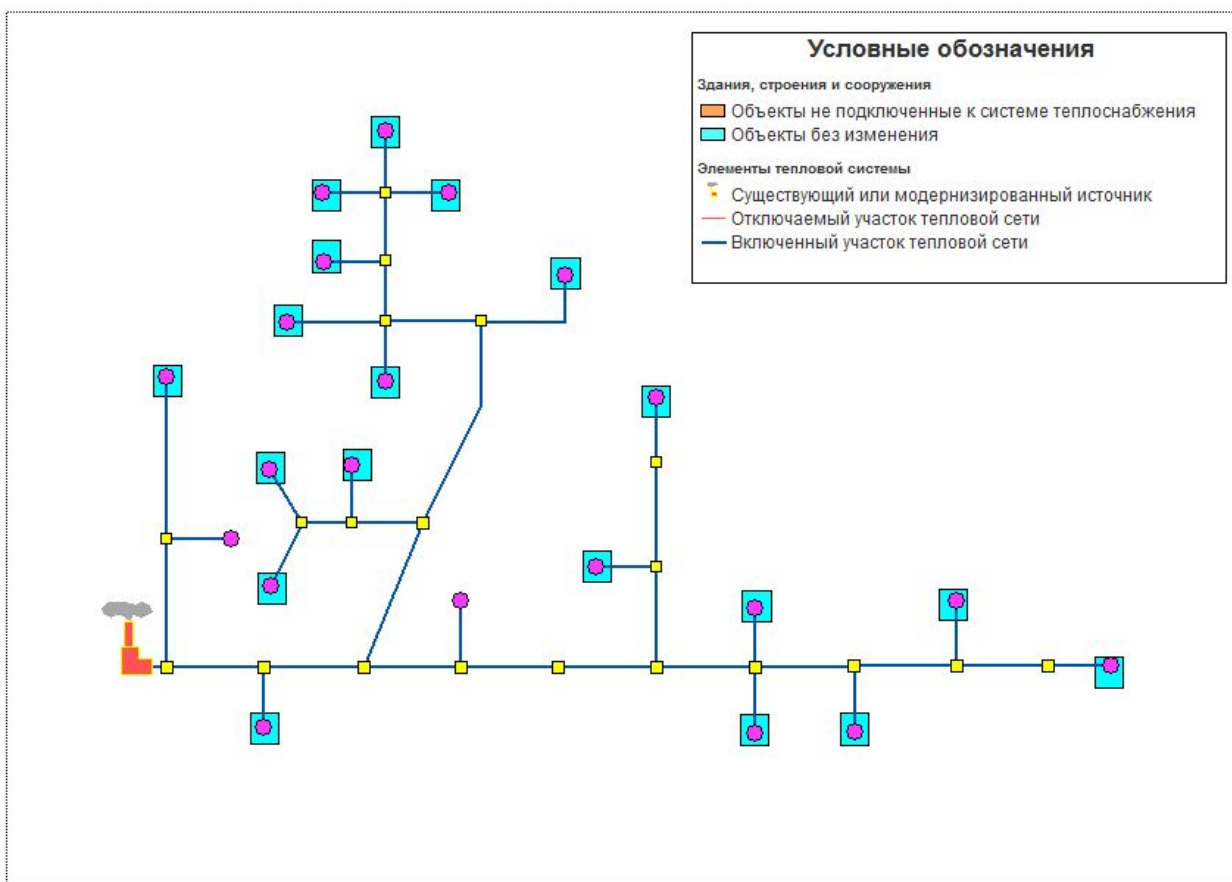 Условные обозначения
Здания, строения и сооружения
Объекты не подключенные к системе теплоснабжения
Объекты без изменения
Элементы тепловой системы
Существующий или модернизированный источник
Отключаемый участок тепловой сети
Включенный участок тепловой сети